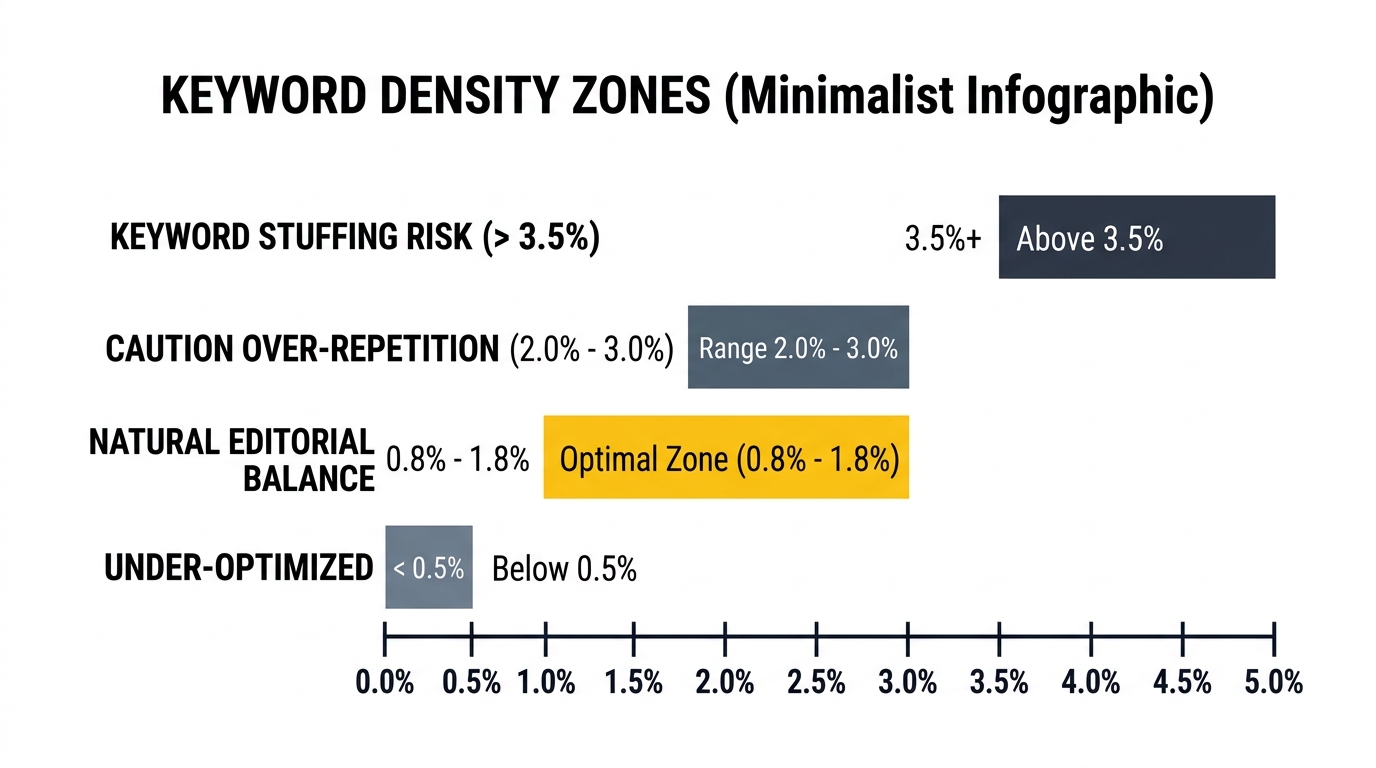 KEYWORD DENSITY ZONES (Minimalist Infographic)
KEYWORD STUFFING RISK (> 3.5%)
3.5%+
Above 3.5%
CAUTION OVER-REPETITION (2.0% - 3.0%)
Range 2.0% - 3.0%
NATURAL EDITORIAL
BALANCE
0.8% - 1.8%
Optimal Zone (0.8% - 1.8%)
UNDER-OPTIMIZED
< 0.5%
Below 0.5%
0.0% 0.5% 1.0% 1.5% 2.0% 2.5% 3.0% 3.5% 4.0% 4.5% 5.0%